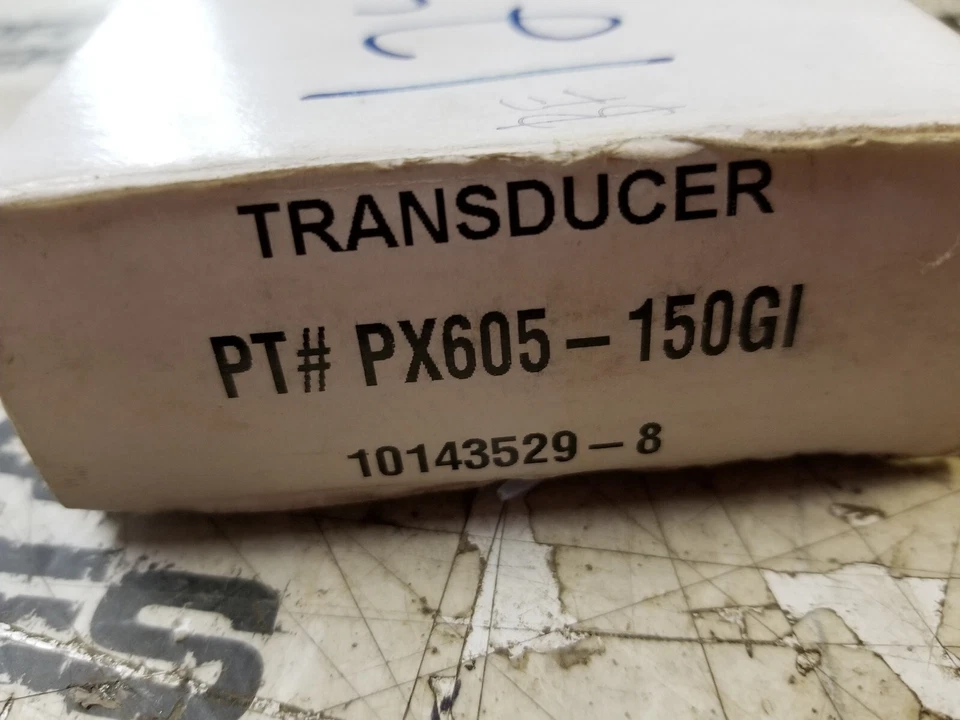 TRANSDUCER
PT# PX605-150GI
10143529-8